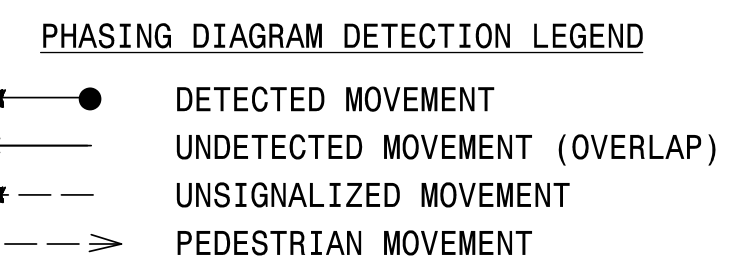 PHASING DIAGRAM DETECTION LEGEND
DETECTED MOVEMENT
UNDETECTED MOVEMENT (OVERLAP)
UNSIGNALIZED MOVEMENT
PEDESTRIAN MOVEMENT